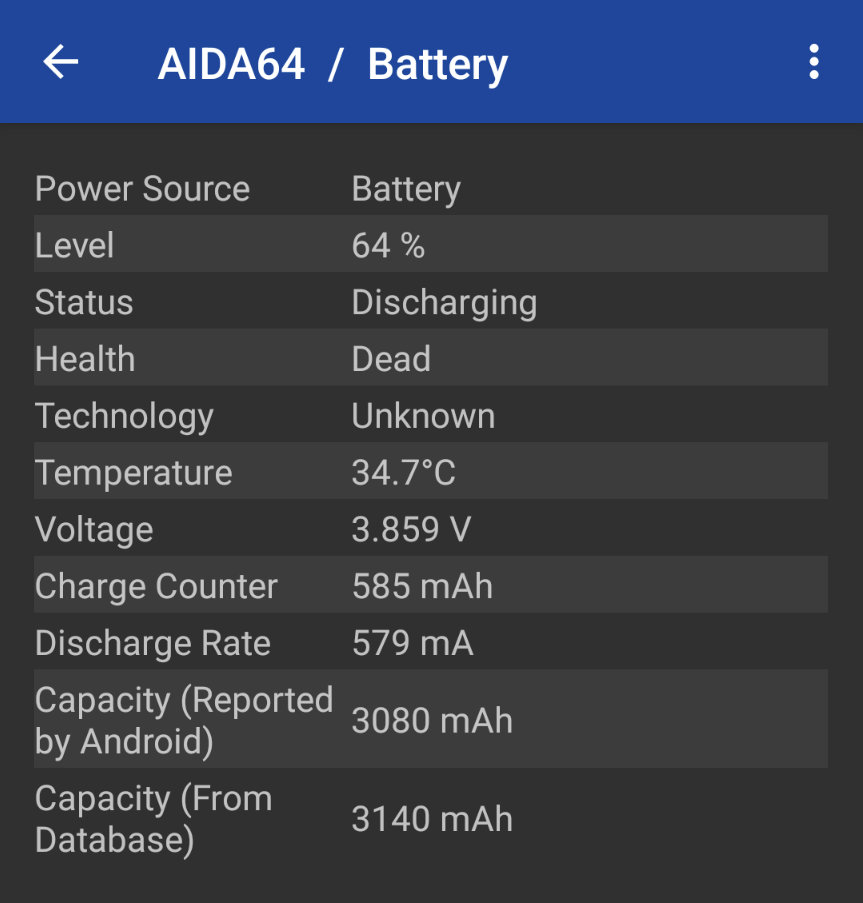 AIDA64 / Battery
Power Source Battery
Level 64 %
Status Discharging
Health Dead
Technology Unknown
Temperature 34.7°C
Voltage 3.859 V
Charge Counter 585 mAh
Discharge Rate 579 mA
Capacity (Reported
by Android) 3080 mAh
Capacity (From
Database) 3140 mAh